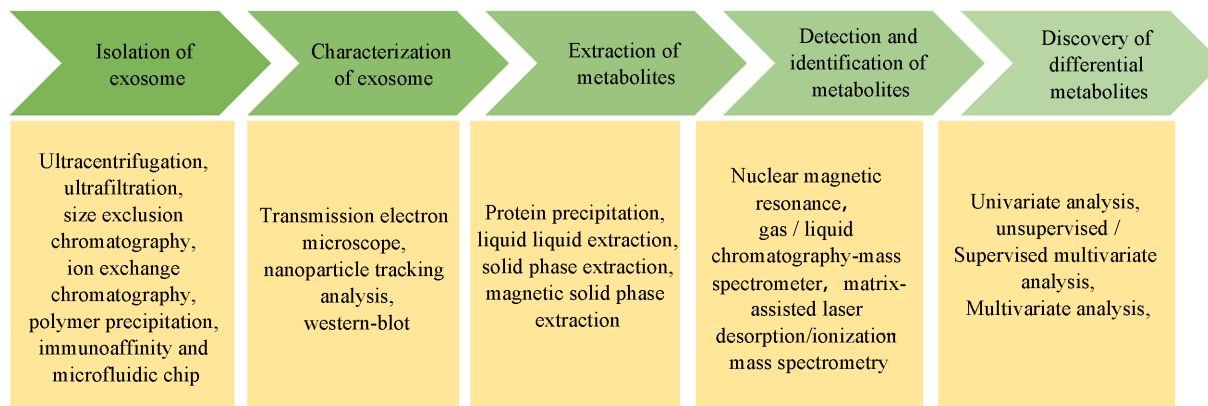 Isolation of
exosome
Characterization
of exosome
Extraction of
metabolites
Detection and
identification of
metabolites
Discovery of
differential
metabolites
Ultracentrifugation,
ultrafiltration,
size exclusion
chromatography,
ion exchange
chromatography,
polymer precipitation,
immunoaffinity and
microfluidic chip
Transmission electron
microscope,
nanoparticle tracking
analysis,
western-blot
Protein precipitation,
liquid liquid extraction,
solid phase extraction,
magnetic solid phase
extraction
Nuclear magnetic
resonance,
gas / liquid
chromatography-mass
spectrometer, matrix-
assisted laser
desorption/ionization
mass spectrometry
Univariate analysis,
unsupervised /
Supervised multivariate
analysis,
Multivariate analysis,